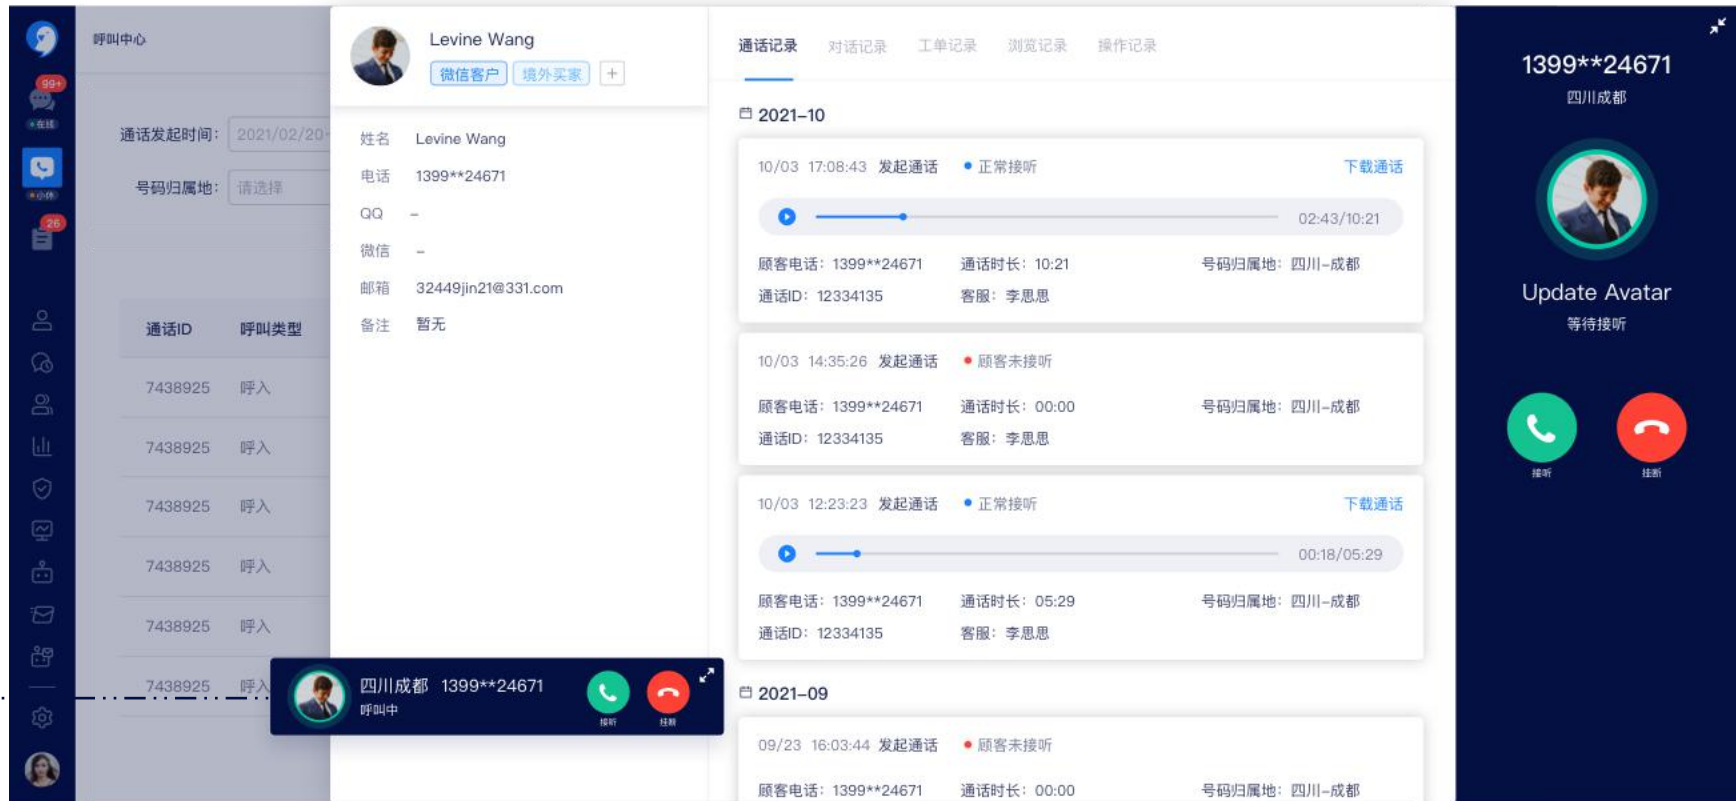 99+
在线
小休
26
呼叫中心
通话发起时间： 2021/02/20-
号码归属地： 请选择
通话ID 呼叫类型
7438925 呼入
7438925 呼入
7438925 呼入
7438925 呼入
7438925 呼入
7438925 呼入
Levine Wang
微信客户 境外买家 +
姓名 Levine Wang
电话 1399**24671
QQ –
微信 –
邮箱 32449jin21@331.com
备注 暂无
四川成都 1399**24671
呼叫中
接听 挂断
通话记录 对话记录 工单记录 浏览记录 操作记录
2021–10
10/03 17:08:43 发起通话 正常接听 下载通话
02:43/10:21
顾客电话：1399**24671 通话时长：10:21 号码归属地：四川–成都
通话ID：12334135 客服：李思思
10/03 14:35:26 发起通话 顾客未接听
顾客电话：1399**24671 通话时长：00:00 号码归属地：四川–成都
通话ID：12334135 客服：李思思
10/03 12:23:23 发起通话 正常接听 下载通话
00:18/05:29
顾客电话：1399**24671 通话时长：05:29 号码归属地：四川–成都
通话ID：12334135 客服：李思思
2021–09
09/23 16:03:44 发起通话 顾客未接听
顾客电话：1399**24671 通话时长：00:00 号码归属地：四川–成都
1399**24671
四川成都
Update Avatar
等待接听
接听 挂断